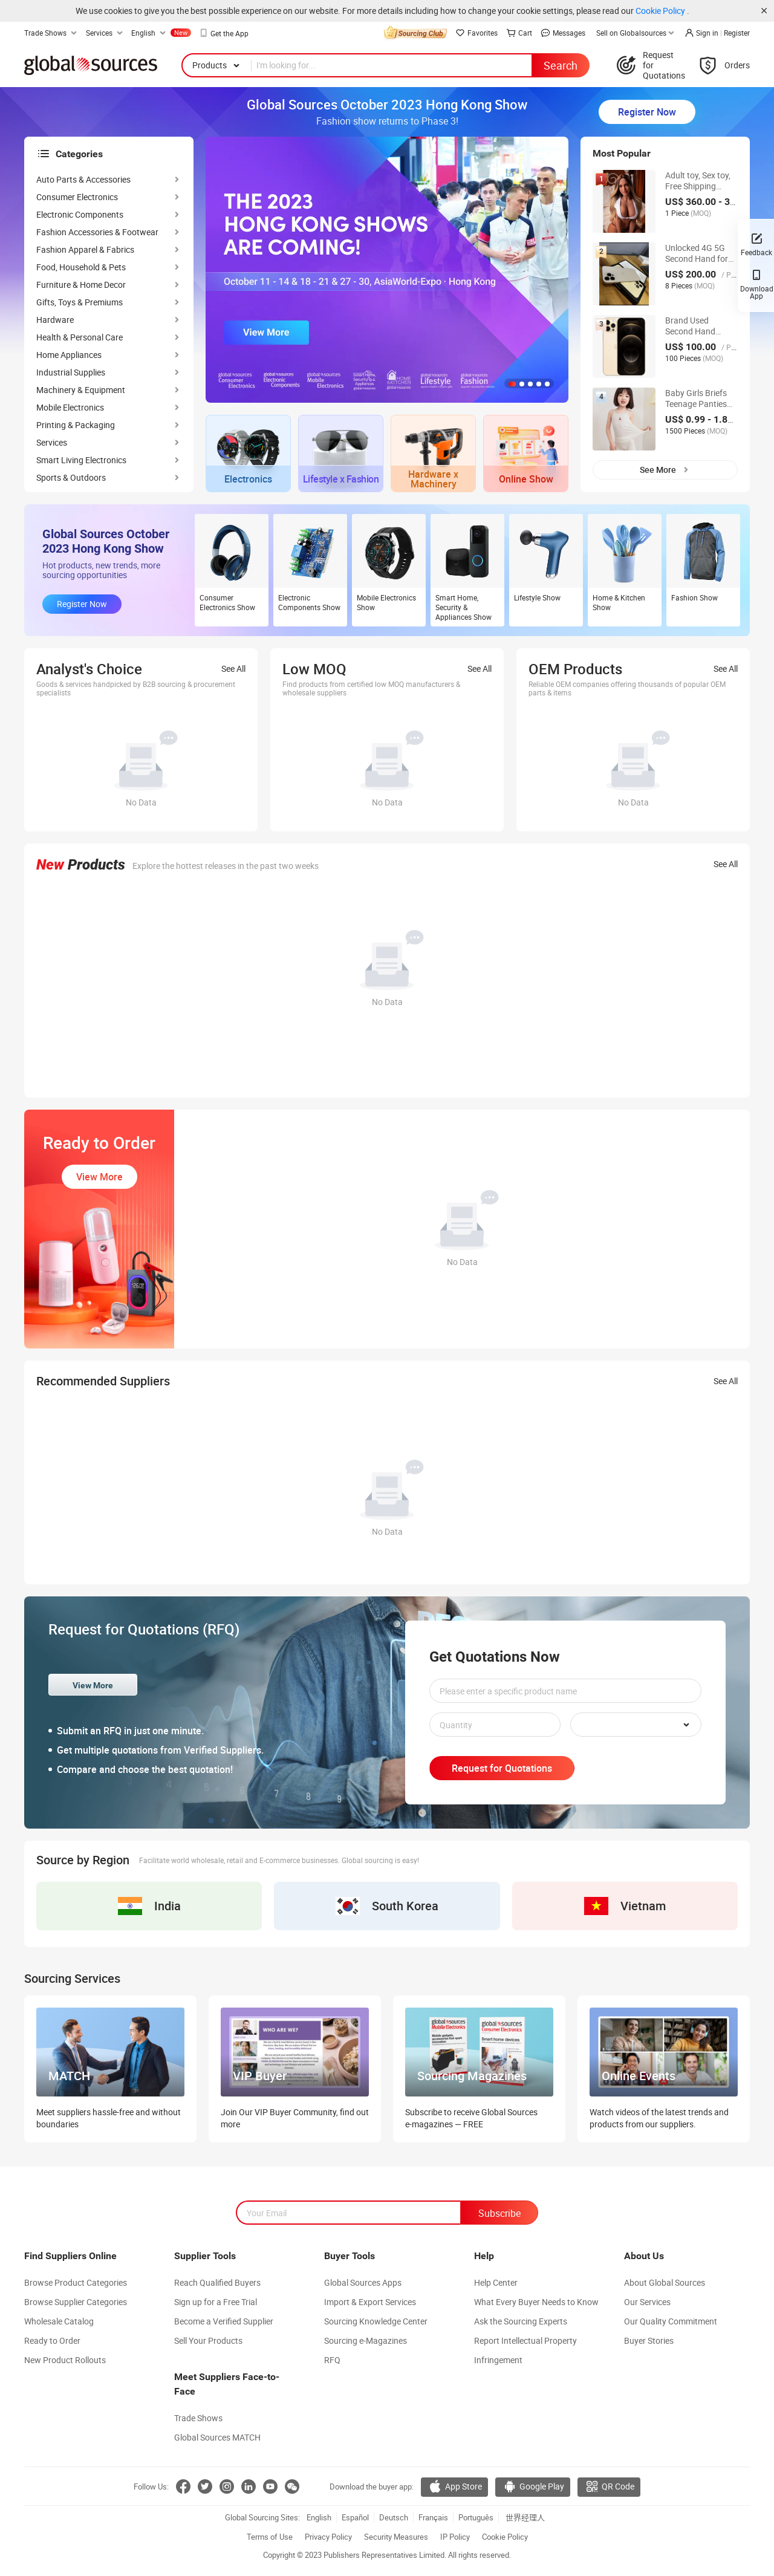 We use cookies to give you the best possible experience on our website. For more details including how to change your cookie settings, please read our Cookie Policy .
Trade Shows
Services
English
New
Get the App
Sourcing Club
Favorites
Cart
Messages
Sell on Globalsources
Sign in | Register
global sources
Products
I'm looking for...
Search
Request
for
Quotations
Orders
Global Sources October 2023 Hong Kong Show
Fashion show returns to Phase 3!
Register Now
Categories
Auto Parts & Accessories
Consumer Electronics
Electronic Components
Fashion Accessories & Footwear
Fashion Apparel & Fabrics
Food, Household & Pets
Furniture & Home Decor
Gifts, Toys & Premiums
Hardware
Health & Personal Care
Home Appliances
Industrial Supplies
Machinery & Equipment
Mobile Electronics
Printing & Packaging
Services
Smart Living Electronics
Sports & Outdoors
THE 2023
HONG KONG SHOWS
ARE COMING!
October 11 - 14 & 18 - 21 & 27 - 30, AsiaWorld-Expo • Hong Kong
View More
Electronics
Lifestyle x Fashion
Hardware x
Machinery
Online Show
Most Popular
1
Adult toy, Sex toy,
Free Shipping...
US$ 360.00 - 3...
1 Piece (MOQ)
2
Unlocked 4G 5G
Second Hand for...
US$ 200.00 / P...
8 Pieces (MOQ)
3
Brand Used
Second Hand...
US$ 100.00 / P...
100 Pieces (MOQ)
4
Baby Girls Briefs
Teenage Panties...
US$ 0.99 - 1.8...
1500 Pieces (MOQ)
See More
Feedback
Download
App
Global Sources October
2023 Hong Kong Show
Hot products, new trends, more
sourcing opportunities
Register Now
Consumer
Electronics Show
Electronic
Components Show
Mobile Electronics
Show
Smart Home,
Security &
Appliances Show
Lifestyle Show
Home & Kitchen
Show
Fashion Show
Analyst's Choice
See All
Goods & services handpicked by B2B sourcing & procurement
specialists
No Data
Low MOQ
See All
Find products from certified low MOQ manufacturers &
wholesale suppliers
No Data
OEM Products
See All
Reliable OEM companies offering thousands of popular OEM
parts & items
No Data
New Products
Explore the hottest releases in the past two weeks
See All
No Data
Ready to Order
View More
No Data
Recommended Suppliers
See All
No Data
Request for Quotations (RFQ)
View More
Submit an RFQ in just one minute.
Get multiple quotations from Verified Suppliers.
Compare and choose the best quotation!
7 8 9
Get Quotations Now
Please enter a specific product name
Quantity
Request for Quotations
Source by Region
Facilitate world wholesale, retail and E-commerce businesses. Global sourcing is easy!
India
South Korea
Vietnam
Sourcing Services
MATCH
Meet suppliers hassle-free and without
boundaries
WHO ARE WE?
VIP Buyer
Join Our VIP Buyer Community, find out
more
global sources
Mobile Electronics
global sources
Consumer Electronics
Smart home devices
Sourcing Magazines
Subscribe to receive Global Sources
e-magazines — FREE
Online Events
Watch videos of the latest trends and
products from our suppliers.
Your Email
Subscribe
Find Suppliers Online
Browse Product Categories
Browse Supplier Categories
Wholesale Catalog
Ready to Order
New Product Rollouts
Supplier Tools
Reach Qualified Buyers
Sign up for a Free Trial
Become a Verified Supplier
Sell Your Products
Meet Suppliers Face-to-
Face
Trade Shows
Global Sources MATCH
Buyer Tools
Global Sources Apps
Import & Export Services
Sourcing Knowledge Center
Sourcing e-Magazines
RFQ
Help
Help Center
What Every Buyer Needs to Know
Ask the Sourcing Experts
Report Intellectual Property
Infringement
About Us
About Global Sources
Our Services
Our Quality Commitment
Buyer Stories
Follow Us:
Download the buyer app:
App Store
Google Play
QR Code
Global Sourcing Sites: English Español Deutsch Français Português 世界经理人
Terms of Use
Privacy Policy
Security Measures
IP Policy
Cookie Policy
Copyright © 2023 Publishers Representatives Limited. All rights reserved.